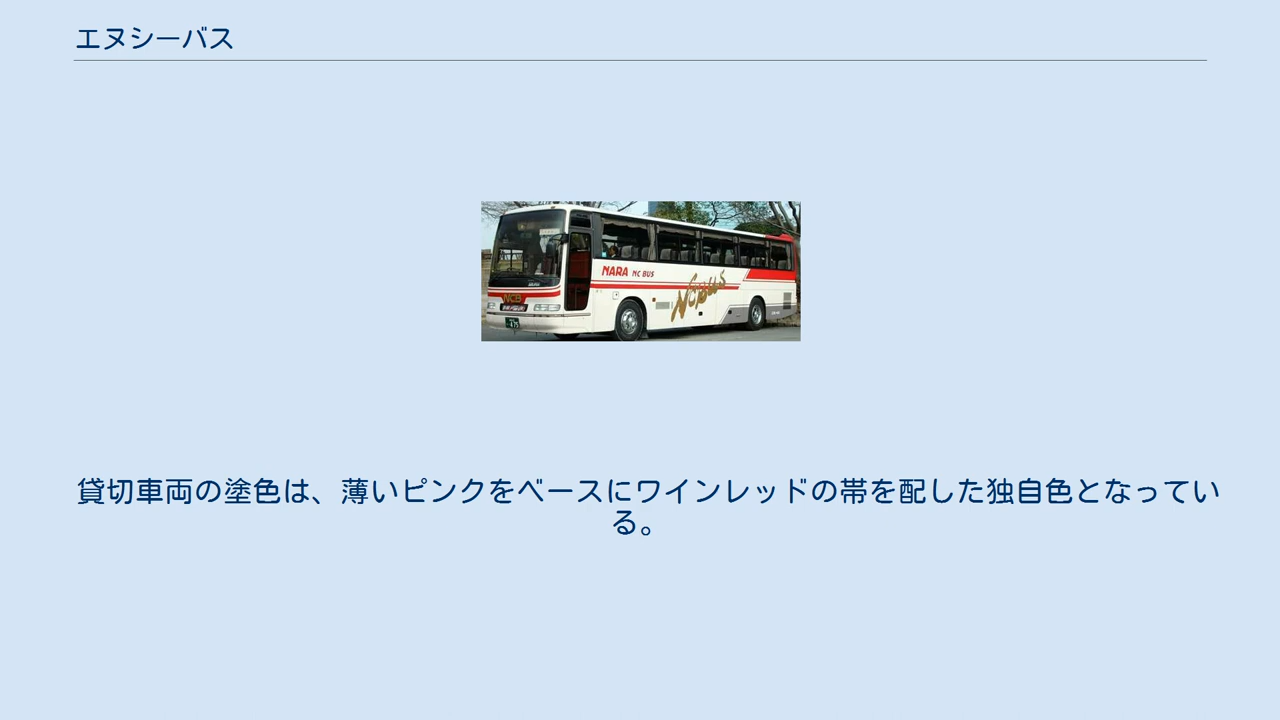 エヌシーバス
NARA NC BUS
NCB
貸切車両の塗色は、薄いピンクをベースにワインレッドの帯を配した独自色となってい
る。